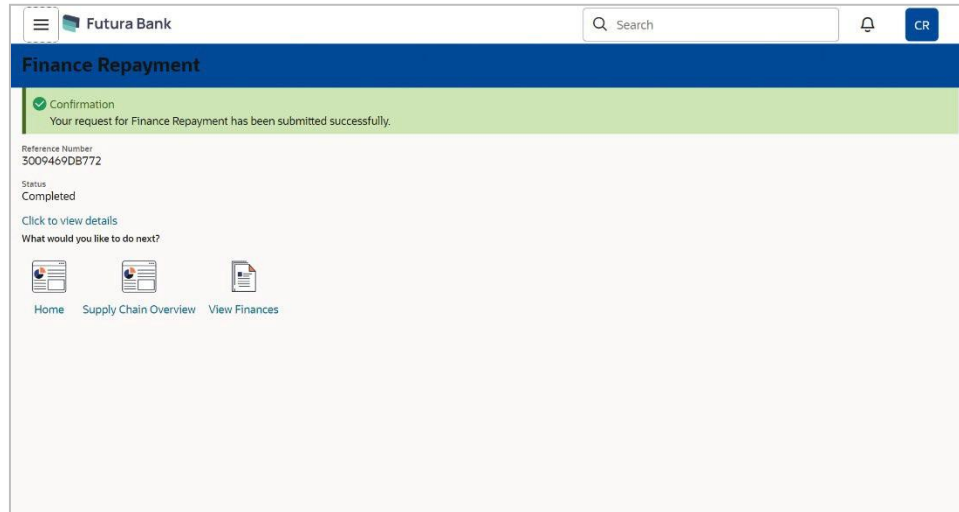 Futura Bank
Search
CR
Finance Repayment
Confirmation
Your request for Finance Repayment has been submitted successfully.
Reference Number
3009469DB772
Status
Completed
Click to view details
What would you like to do next?
Home Supply Chain Overview View Finances